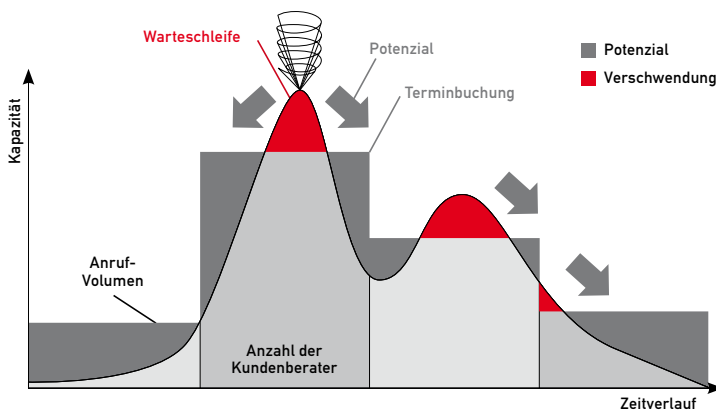 Warteschleife
Potenzial
Terminbuchung
Potenzial
Verschwendung
Kapazität
Anruf-
Volumen
Anzahl der
Kundenberater
Zeitverlauf